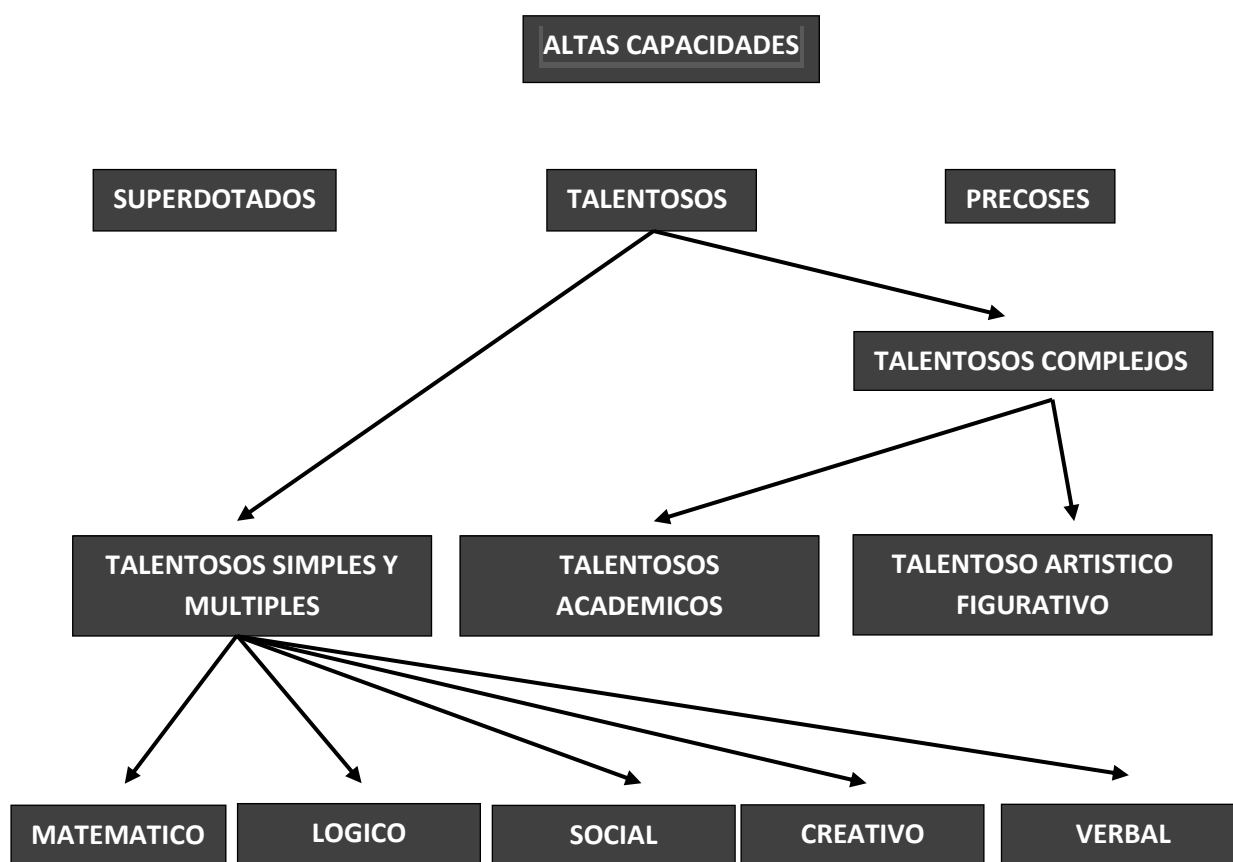 ALTAS CAPACIDADES
SUPERDOTADOS
TALENTOSOS
PRECOSES
TALENTOSOS COMPLEJOS
TALENTOSOS SIMPLES Y
MULTIPLES
TALENTOSOS
ACADEMICOS
TALENTOSO ARTISTICO
FIGURATIVO
MATEMATICO
LOGICO
SOCIAL
CREATIVO
VERBAL